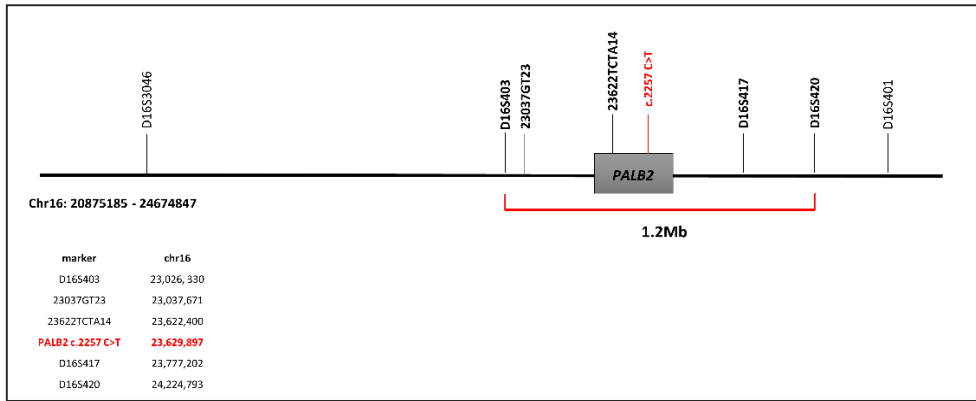 D16S3046
D16S403
23037GT23
23622TCTA14
c.2257 C>T
D16S417
D16S420
D16S401
PALB2
Chr16: 20875185 - 24674847
1.2Mb
marker chr16
D16S403 23,026, 330
23037GT23 23,037,671
23622TCTA14 23,622,400
PALB2 c.2257 C>T 23,629,897
D16S417 23,777,202
D16S420 24,224,793